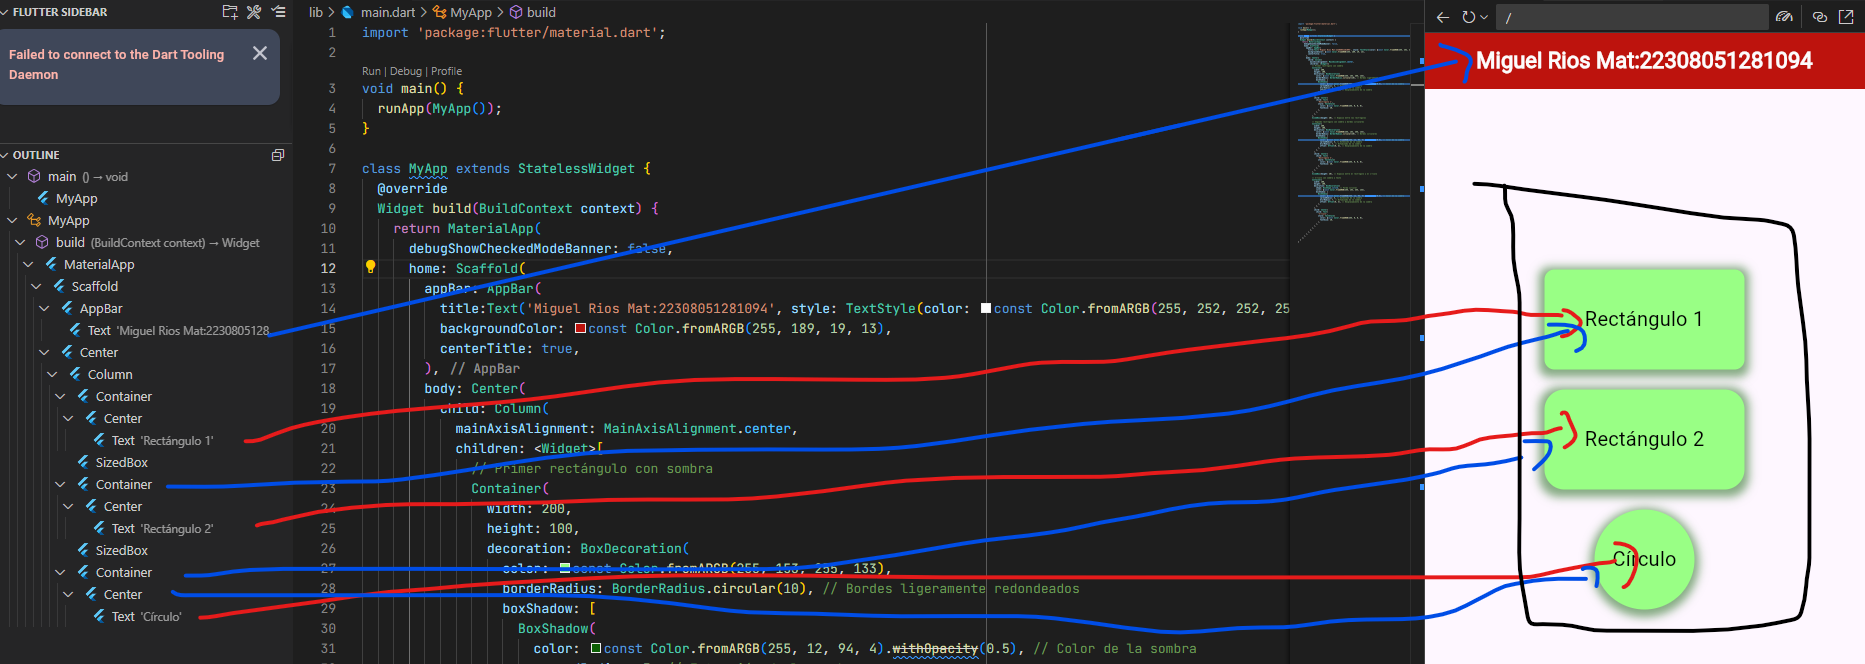 FLUTTER SIDEBAR
Failed to connect to the Dart Tooling
Daemon
OUTLINE
main () → void
MyApp
MyApp
build (BuildContext context) → Widget
MaterialApp
Scaffold
AppBar
Text 'Miguel Rios Mat:2230805128
Center
Column
Container
Center
Text 'Rectángulo 1'
SizedBox
Container
Center
Text 'Rectángulo 2'
SizedBox
Container
Center
Text 'Círculo'
lib > main.dart > MyApp > build
1 import 'package:flutter/material.dart';
2
Run | Debug | Profile
3 void main() {
4 runApp(MyApp());
5 }
6
7 class MyApp extends StatelessWidget {
8 @override
9 Widget build(BuildContext context) {
10 return MaterialApp(
11 debugShowCheckedModeBanner: false,
12 home: Scaffold(
13 appBar: AppBar(
14 title:Text('Miguel Rios Mat:22308051281094', style: TextStyle(color: const Color.fromARGB(255, 252, 252, 25
15 backgroundColor: const Color.fromARGB(255, 189, 19, 13),
16 centerTitle: true,
17 ), // AppBar
18 body: Center(
19 child: Column(
20 mainAxisAlignment: MainAxisAlignment.center,
21 children: <Widget>[
22 // Primer rectángulo con sombra
23 Container(
24 width: 200,
25 height: 100,
26 decoration: BoxDecoration(
27 color: const Color.fromARGB(255, 153, 255, 133),
28 borderRadius: BorderRadius.circular(10), // Bordes ligeramente redondeados
29 boxShadow: [
30 BoxShadow(
31 color: const Color.fromARGB(255, 12, 94, 4).withOpacity(0.5), // Color de la sombra
/
Miguel Rios Mat:22308051281094
Rectángulo 1
Rectángulo 2
Círculo